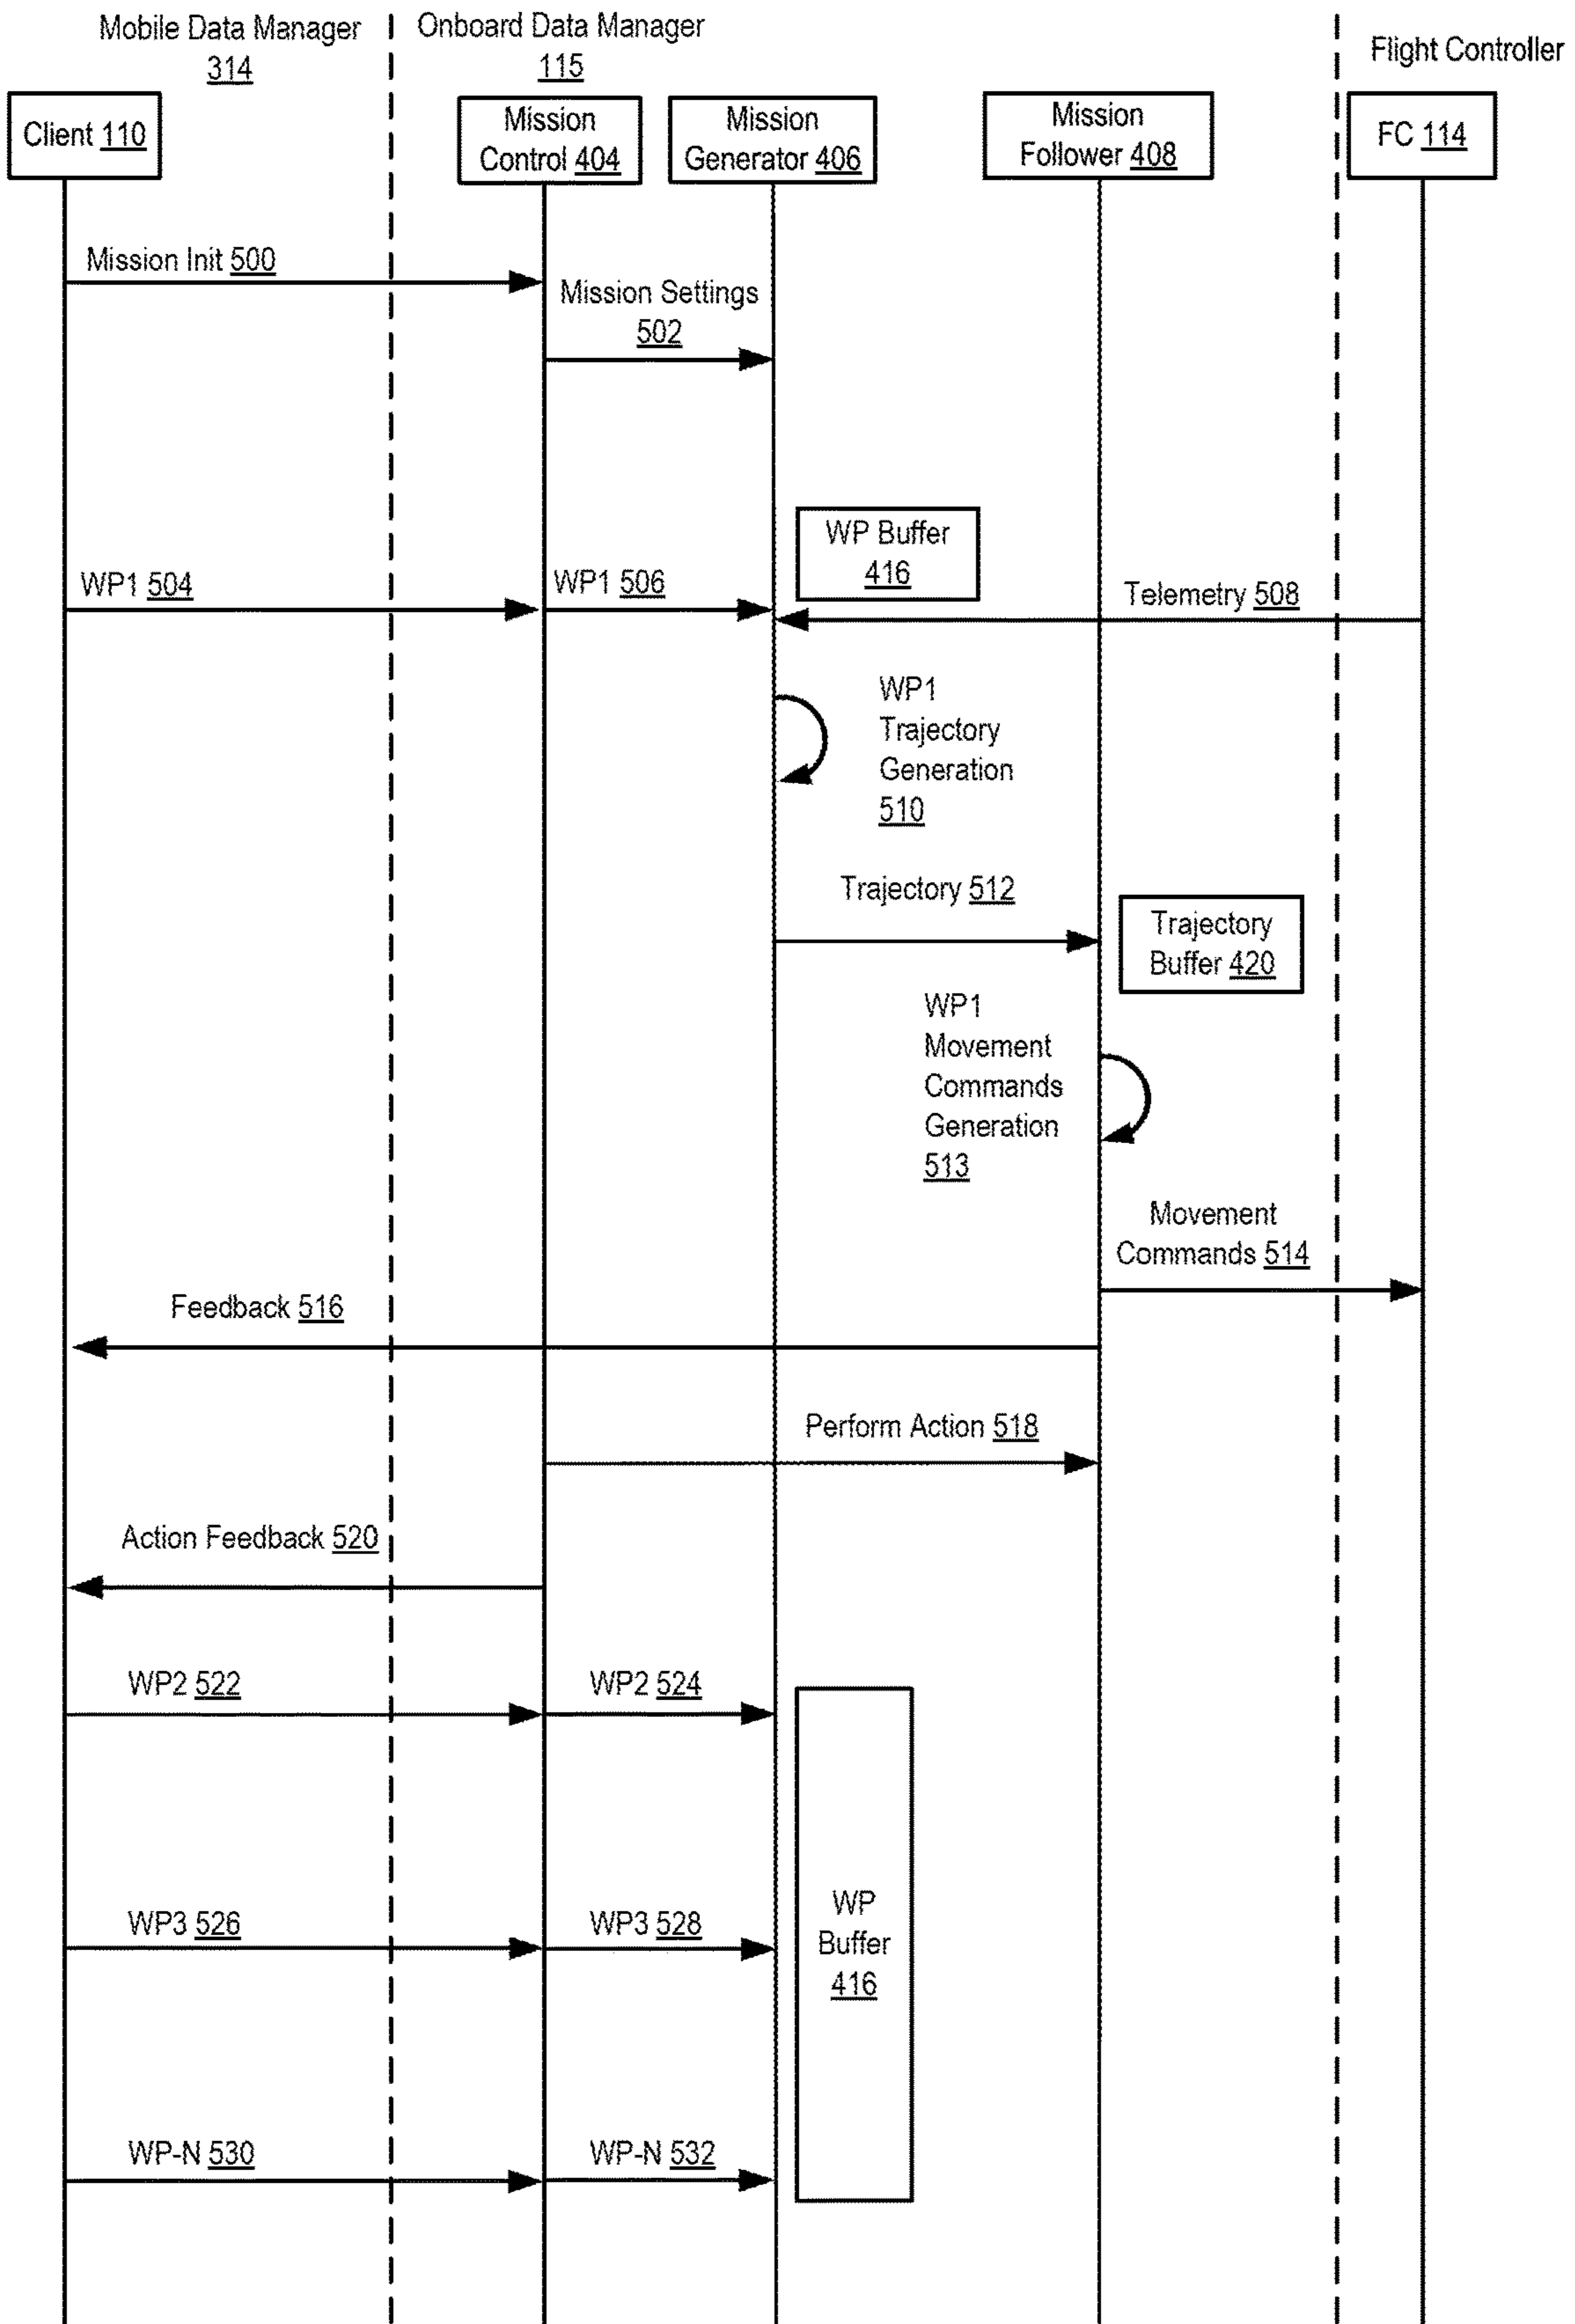 Mobile Data Manager
314
Onboard Data Manager
115
Flight Controller
Client 110
Mission
Control 404
Mission
Generator 406
Mission
Follower 408
FC 114
Mission Init 500
Mission Settings
502
WP Buffer
416
WP1 504
WP1 506
Telemetry 508
WP1
Trajectory
Generation
510
Trajectory 512
Trajectory
Buffer 420
WP1
Movement
Commands
Generation
513
Movement
Commands 514
Feedback 516
Perform Action 518
Action Feedback 520
WP2 522
WP2 524
WP3 526
WP3 528
WP
Buffer
416
WP-N 530
WP-N 532